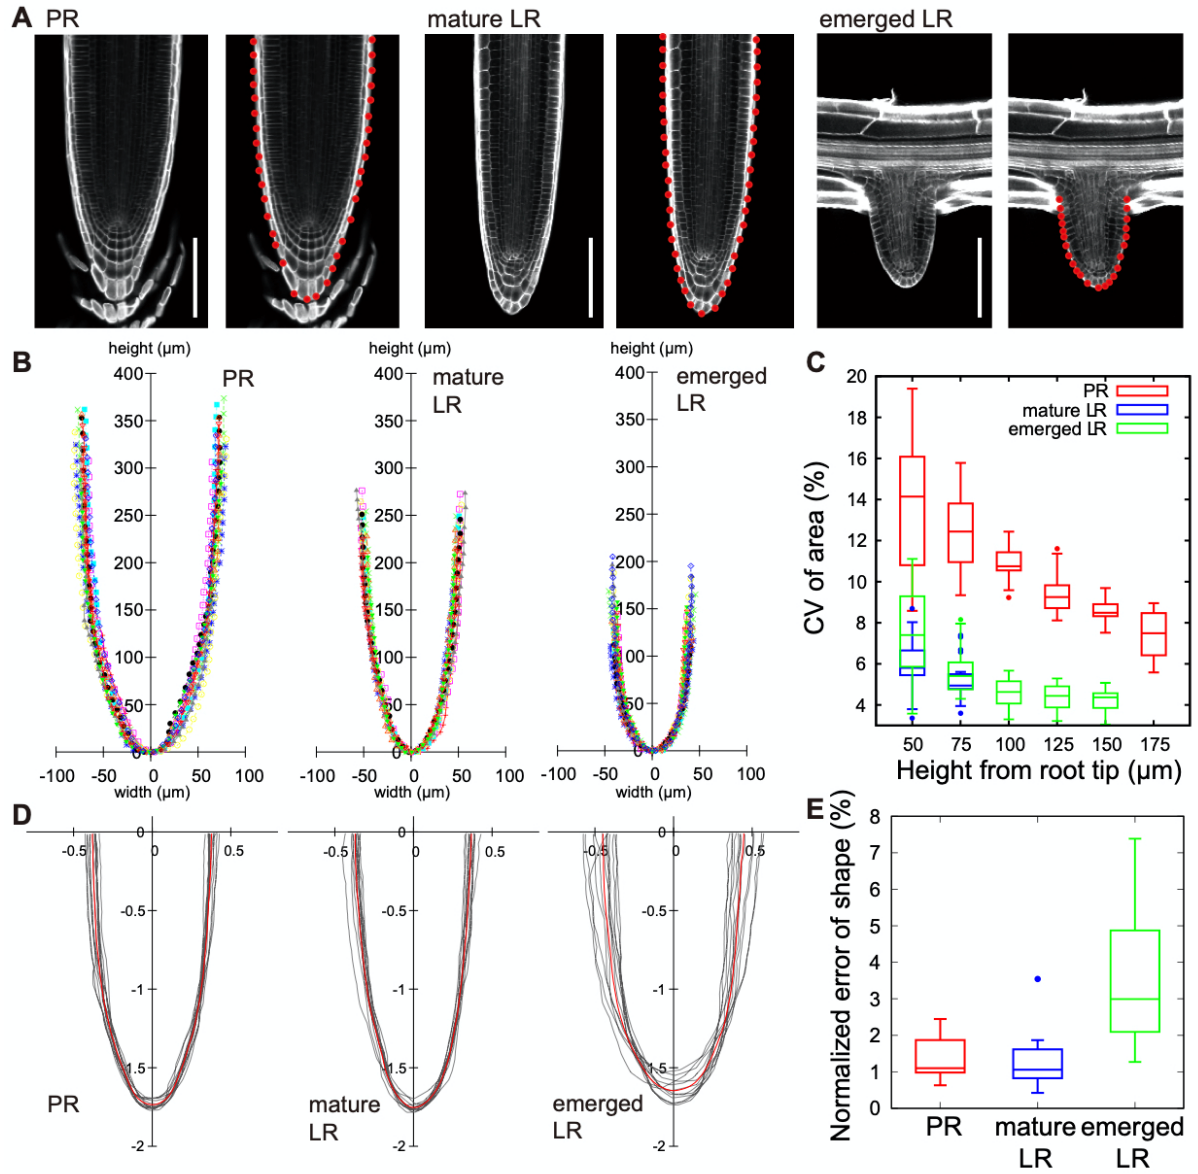 A PR mature LR emerged LR
B
height (µm) height (µm) height (µm)
PR mature LR emerged LR
400 400 400
350 350 350
300 300 300
250 250 250
200 200 200
150 150 150
100 100 100
50 50 50
0 0 0
-100 -50 0 50 100 -100 -50 0 50 100 -100 -50 0 50 100
width (µm) width (µm) width (µm)
C
CV of area (%)
20
18
16
14
12
10
8
6
4
PR
mature LR
emerged LR
50 75 100 125 150 175
Height from root tip (µm)
D
0 0 0
-0.5 0 0.5 -0.5 0 0.5 -0.5 0 0.5
-0.5 -0.5 -0.5
-1 -1 -1
-1.5 -1.5 -1.5
-2 -2 -2
PR mature LR emerged LR
E
Normalized error of shape (%)
8
7
6
5
4
3
2
1
0
PR mature emerged
LR LR